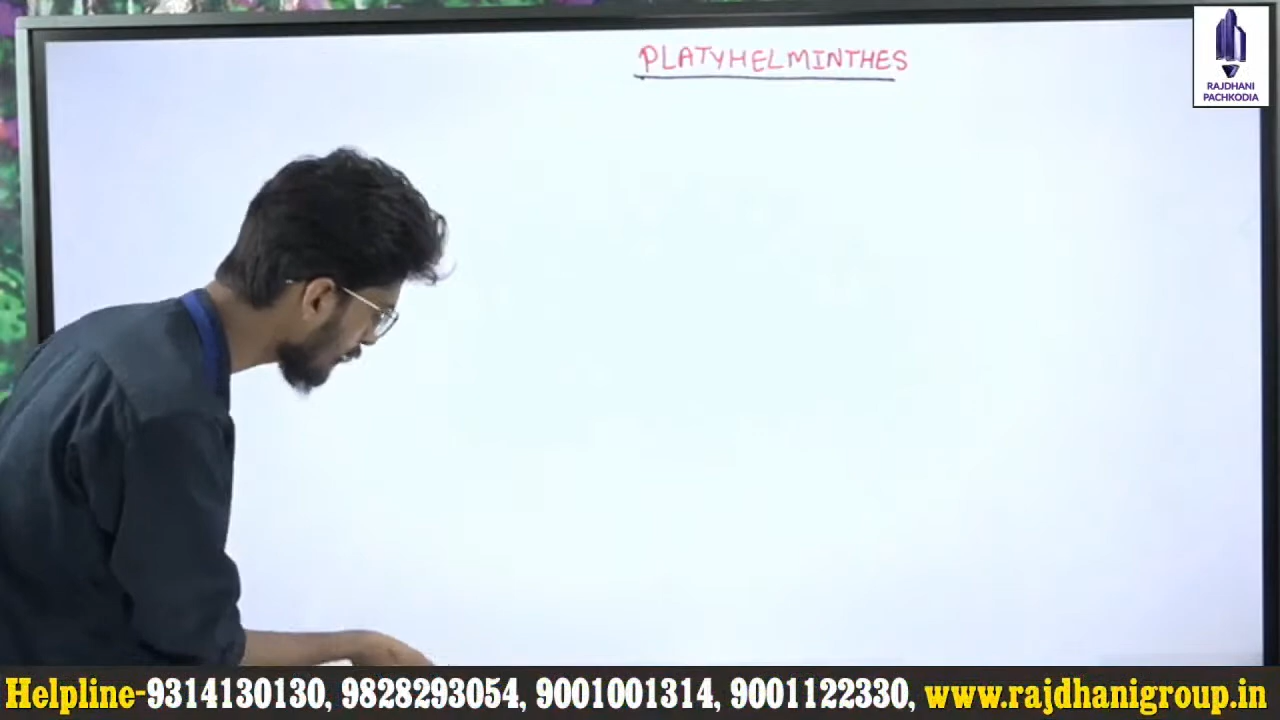 PLATYHELMINTHES
RAJDHANI
PACHKODIA
Helpline-9314130130, 9828293054, 9001001314, 9001122330, www.rajdhanigroup.in